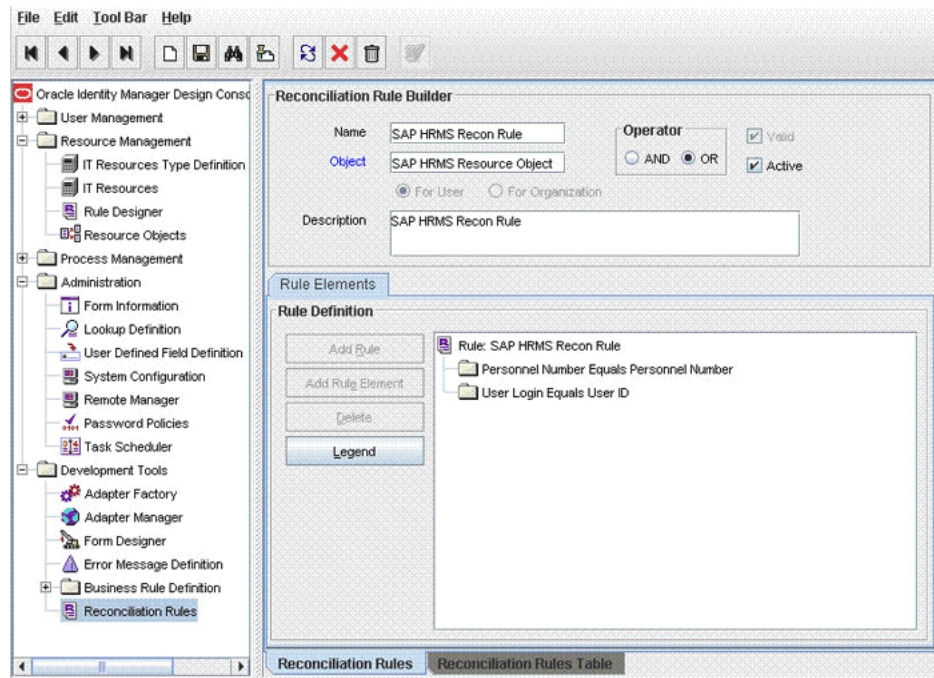 File Edit Tool Bar Help
Oracle Identity Manager Design Conso
User Management
Resource Management
IT Resources Type Definition
IT Resources
Rule Designer
Resource Objects
Process Management
Administration
Form Information
Lookup Definition
User Defined Field Definition
System Configuration
Remote Manager
Password Policies
Task Scheduler
Development Tools
Adapter Factory
Adapter Manager
Form Designer
Error Message Definition
Business Rule Definition
Reconciliation Rules
Reconciliation Rule Builder
Name SAP HRMS Recon Rule
Object SAP HRMS Resource Object
Operator
AND OR
Valid
Active
For User For Organization
Description SAP HRMS Recon Rule
Rule Elements
Rule Definition
Add Rule
Add Rule Element
Delete
Legend
Rule: SAP HRMS Recon Rule
Personnel Number Equals Personnel Number
User Login Equals User ID
Reconciliation Rules Reconciliation Rules Table